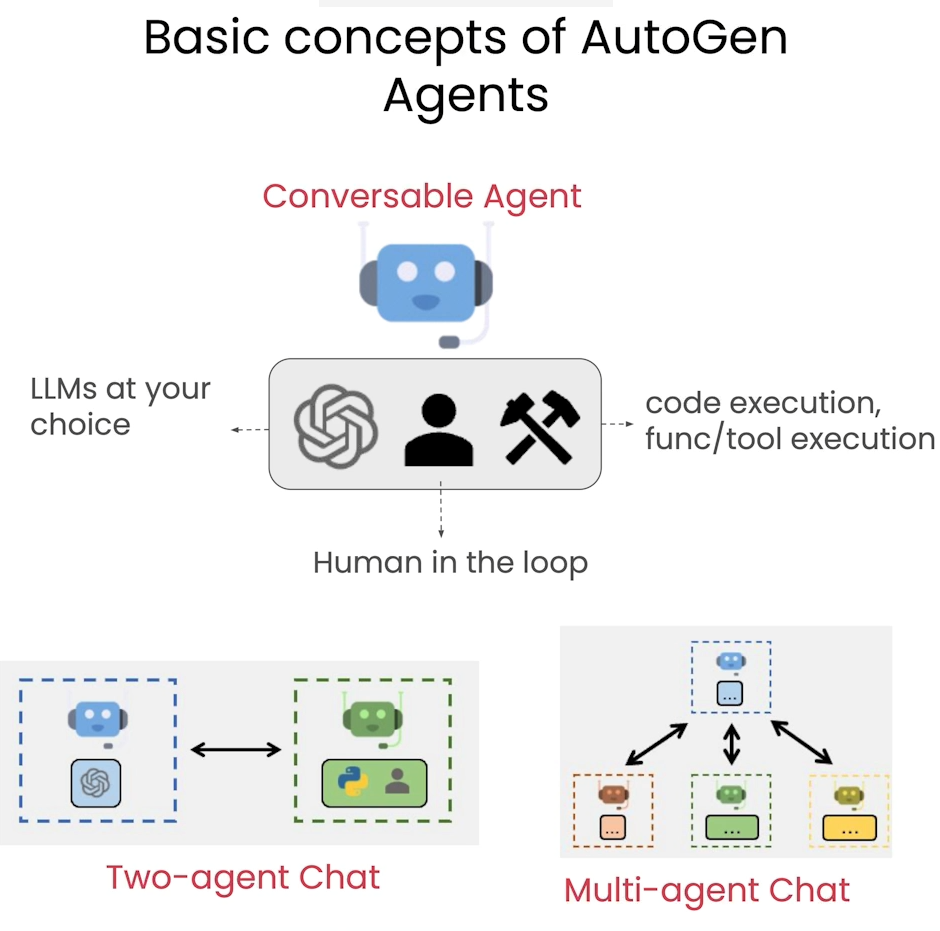 Basic concepts of AutoGen
Agents
Conversable Agent
LLMs at your
choice
code execution,
func/tool execution
Human in the loop
...
...
...
...
Two-agent Chat
Multi-agent Chat